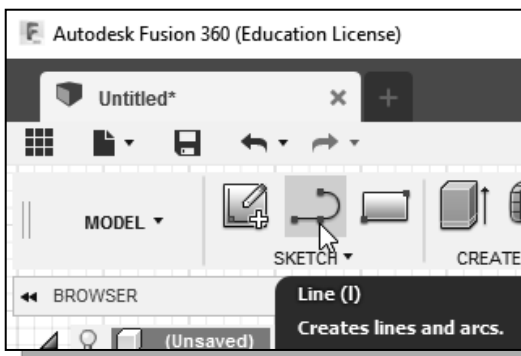 Autodesk Fusion 360 (Education License)
Untitled*
MODEL
SKETCH
CREATE
BROWSER
Line (l)
Creates lines and arcs.
(Unsaved)